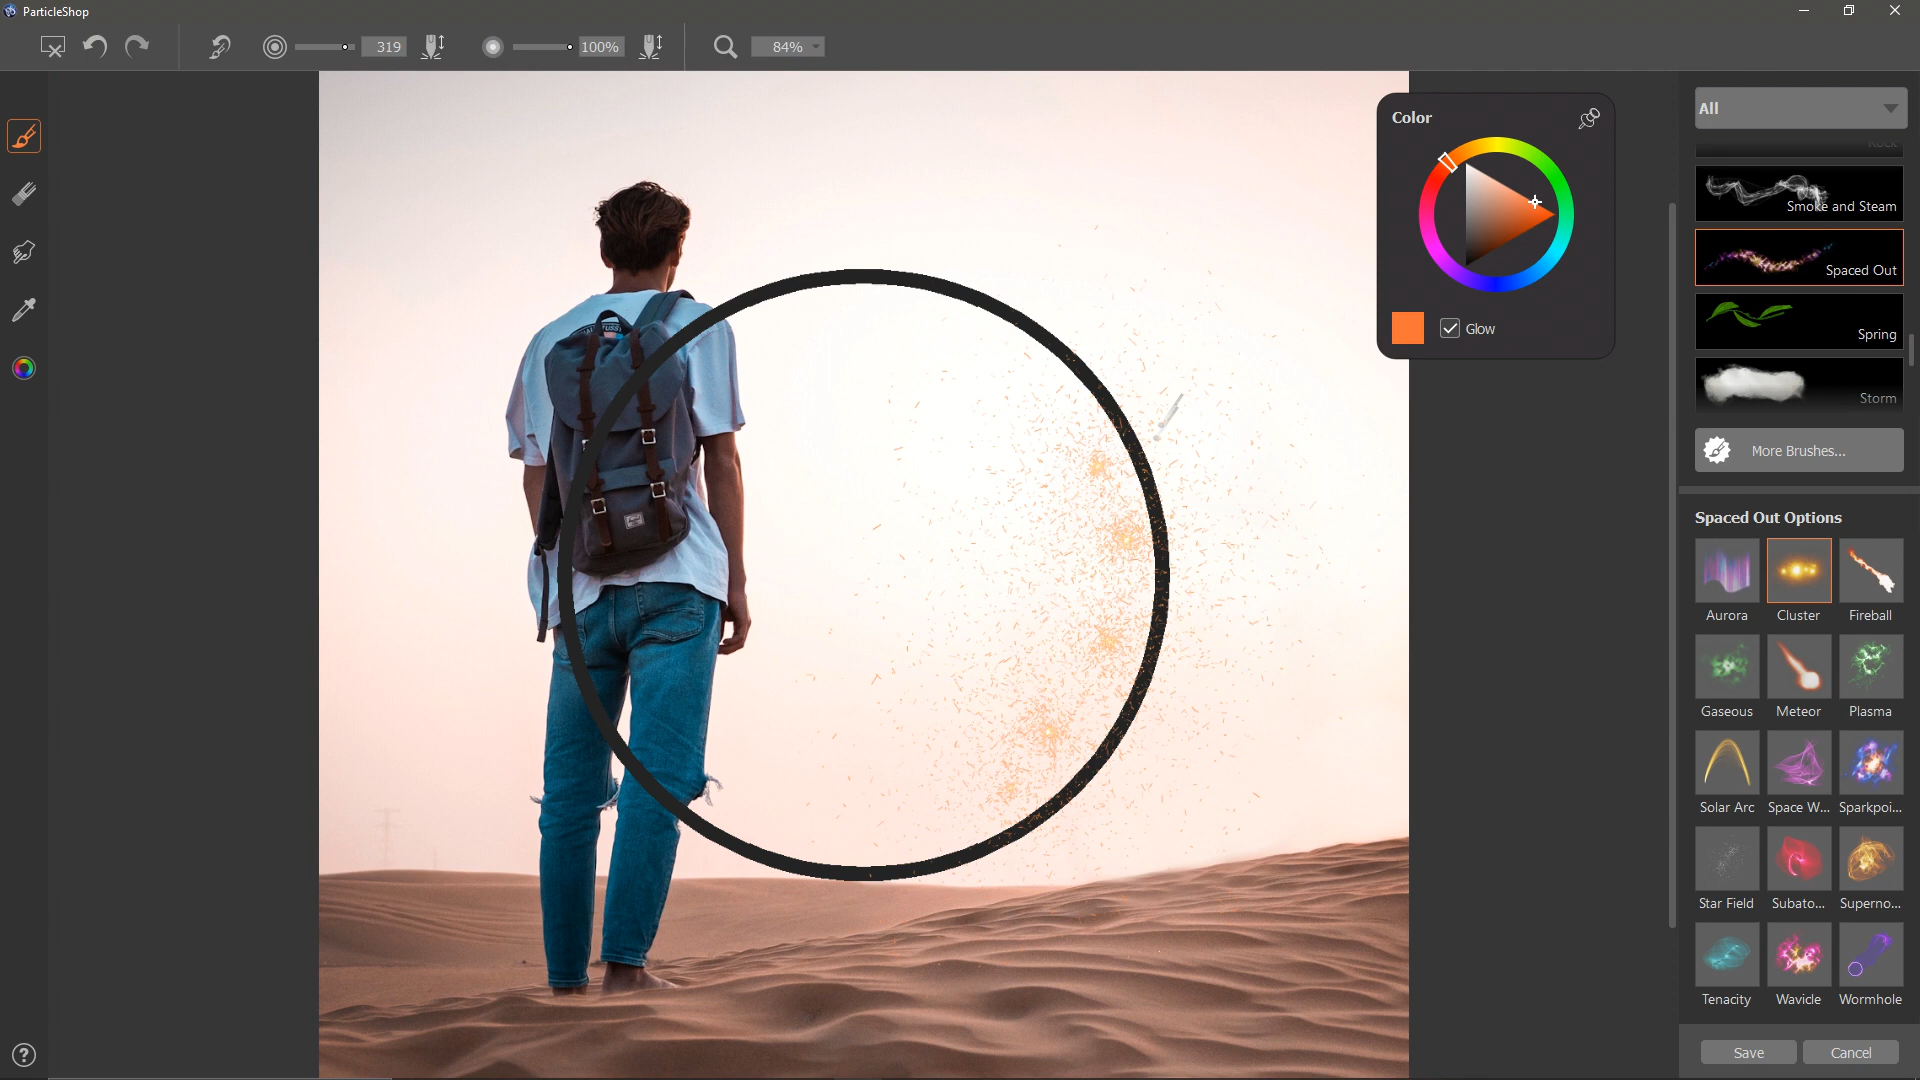 ParticleShop
319
100%
84%
Color
Glow
All
Rock
Smoke and Steam
Spaced Out
Spring
Storm
More Brushes...
Spaced Out Options
Aurora
Cluster
Fireball
Gaseous
Meteor
Plasma
Solar Arc
Space W...
Sparkpoi...
Star Field
Subato...
Superno...
Tenacity
Wavicle
Wormhole
Save
Cancel